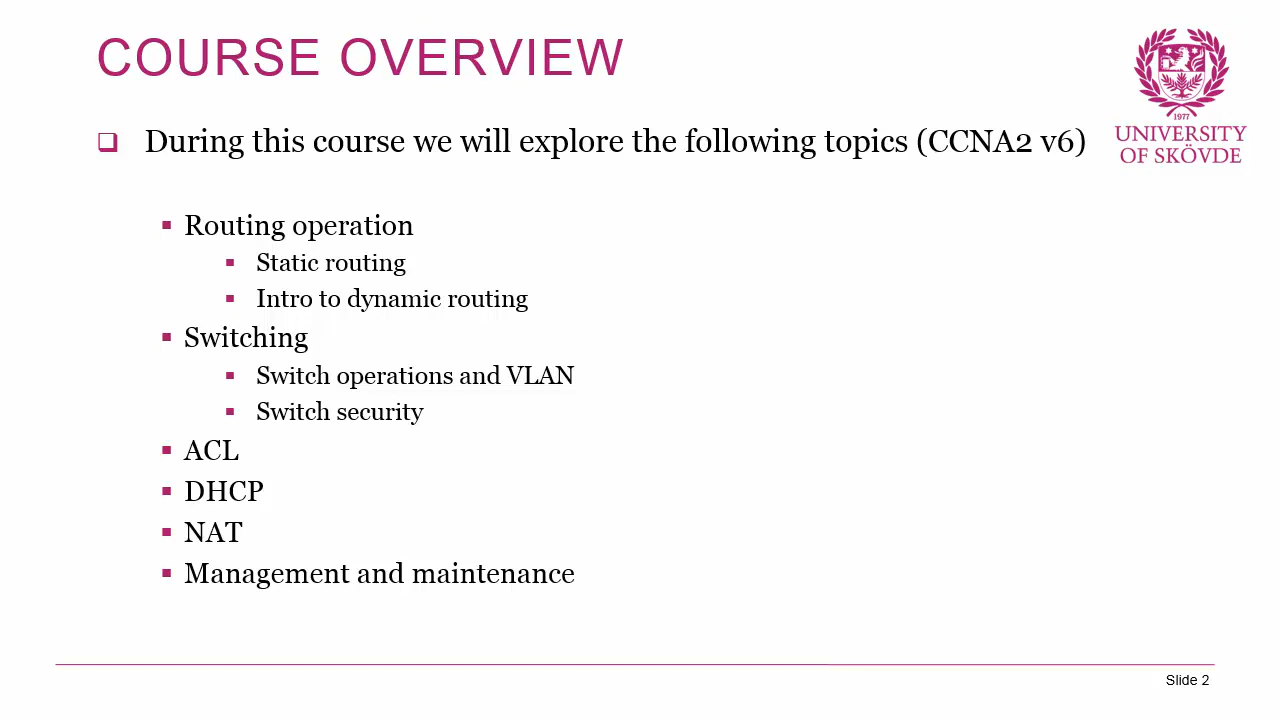 COURSE OVERVIEW
1977
UNIVERSITY
OF SKÖVDE
During this course we will explore the following topics (CCNA2 v6)
Routing operation
Static routing
Intro to dynamic routing
Switching
Switch operations and VLAN
Switch security
ACL
DHCP
NAT
Management and maintenance
Slide 2